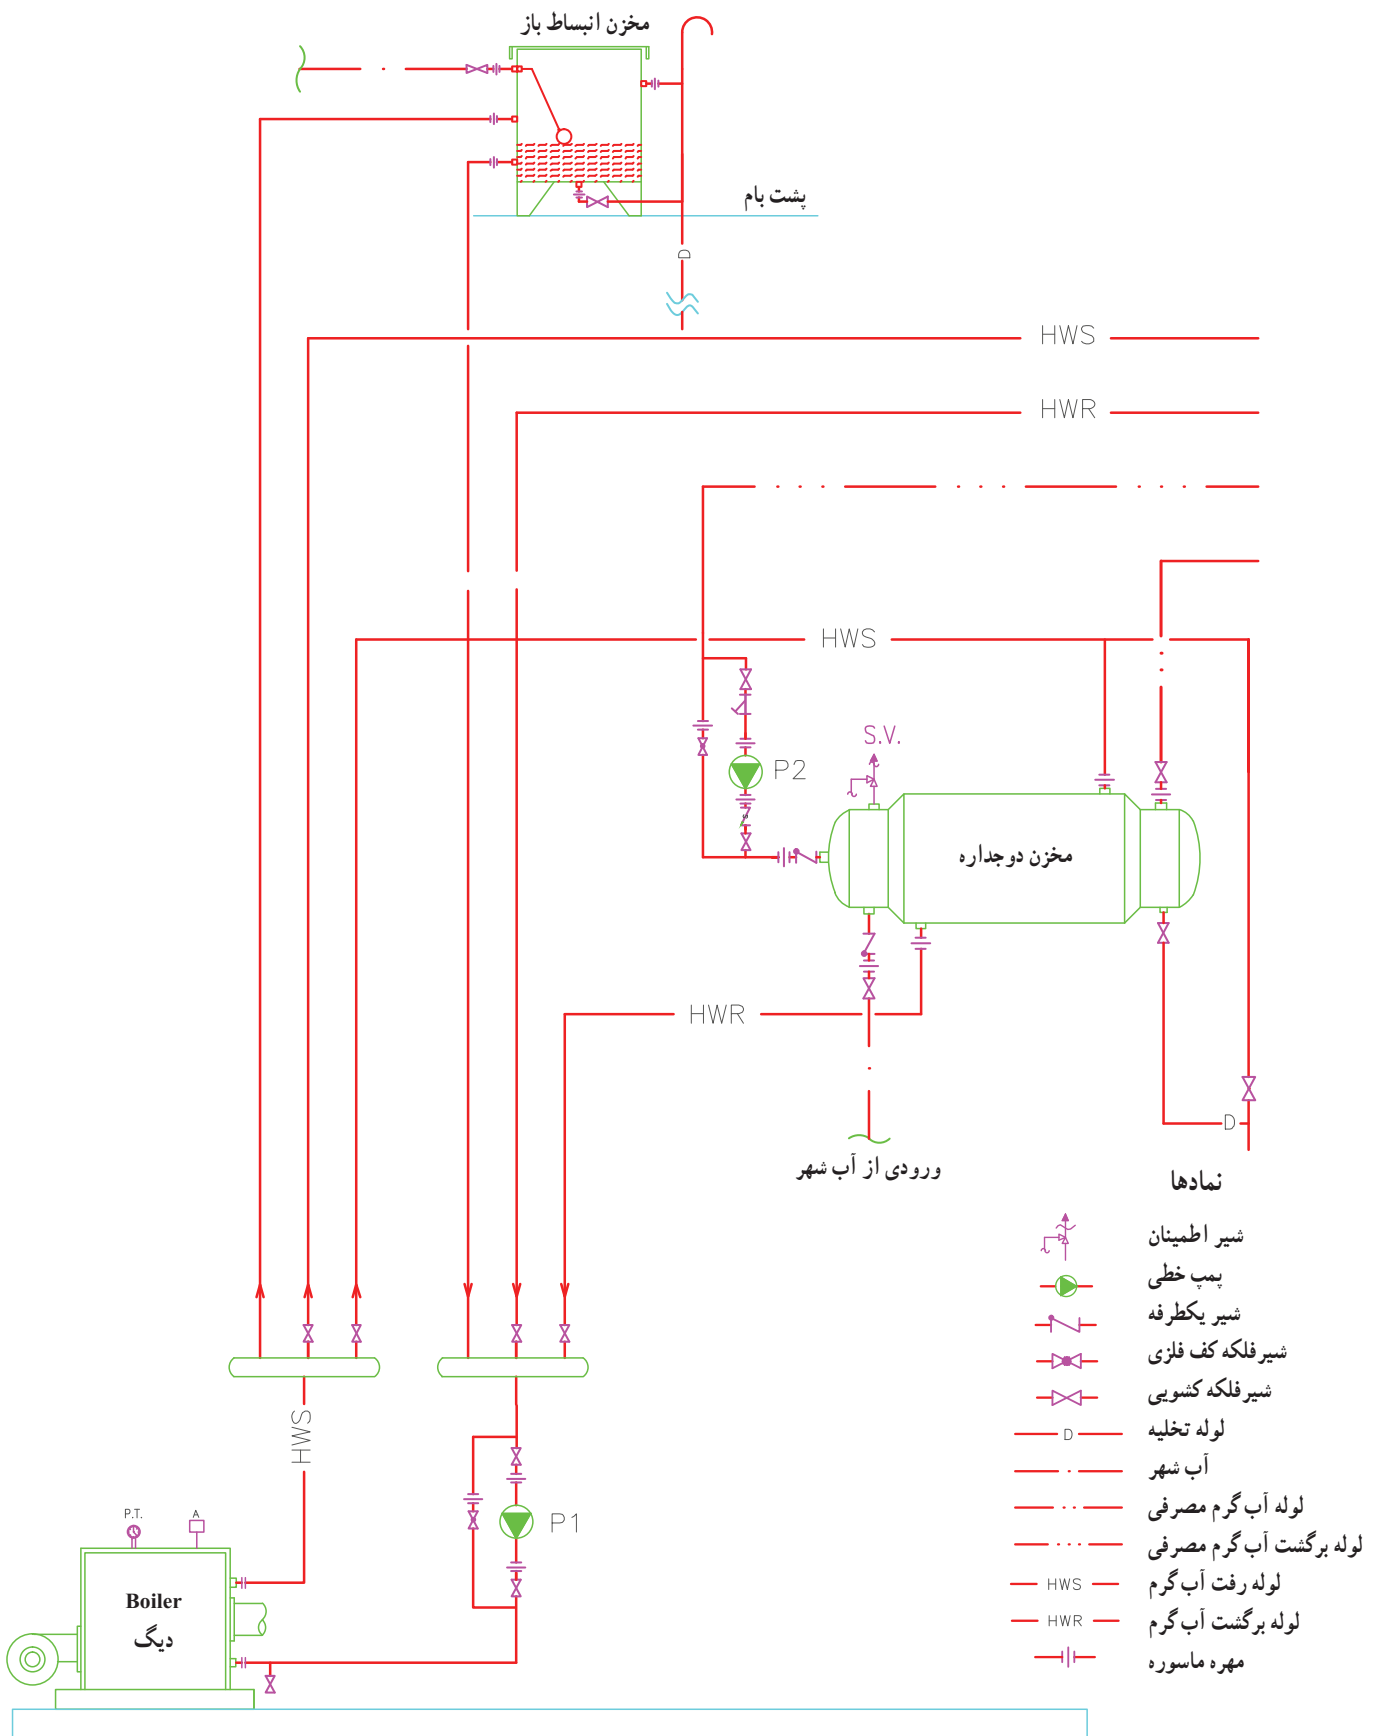 مخزن انبساط باز
پشت بام
D
HWS
HWR
HWS
S.V.
P2
مخزن دوجداره
HWR
D
ورودی از آب شهر
نمادها
شیر اطمینان
پمپ خطی
شیر یکطرفه
شیرفلکه کف فلزی
شیرفلکه کشویی
D لوله تخلیه
آب شهر
لوله آب گرم مصرفی
لوله برگشت آب گرم مصرفی
HWS لوله رفت آب گرم
HWR لوله برگشت آب گرم
مهره ماسوره
HWS
P1
P.T.
A
Boiler
دیگ